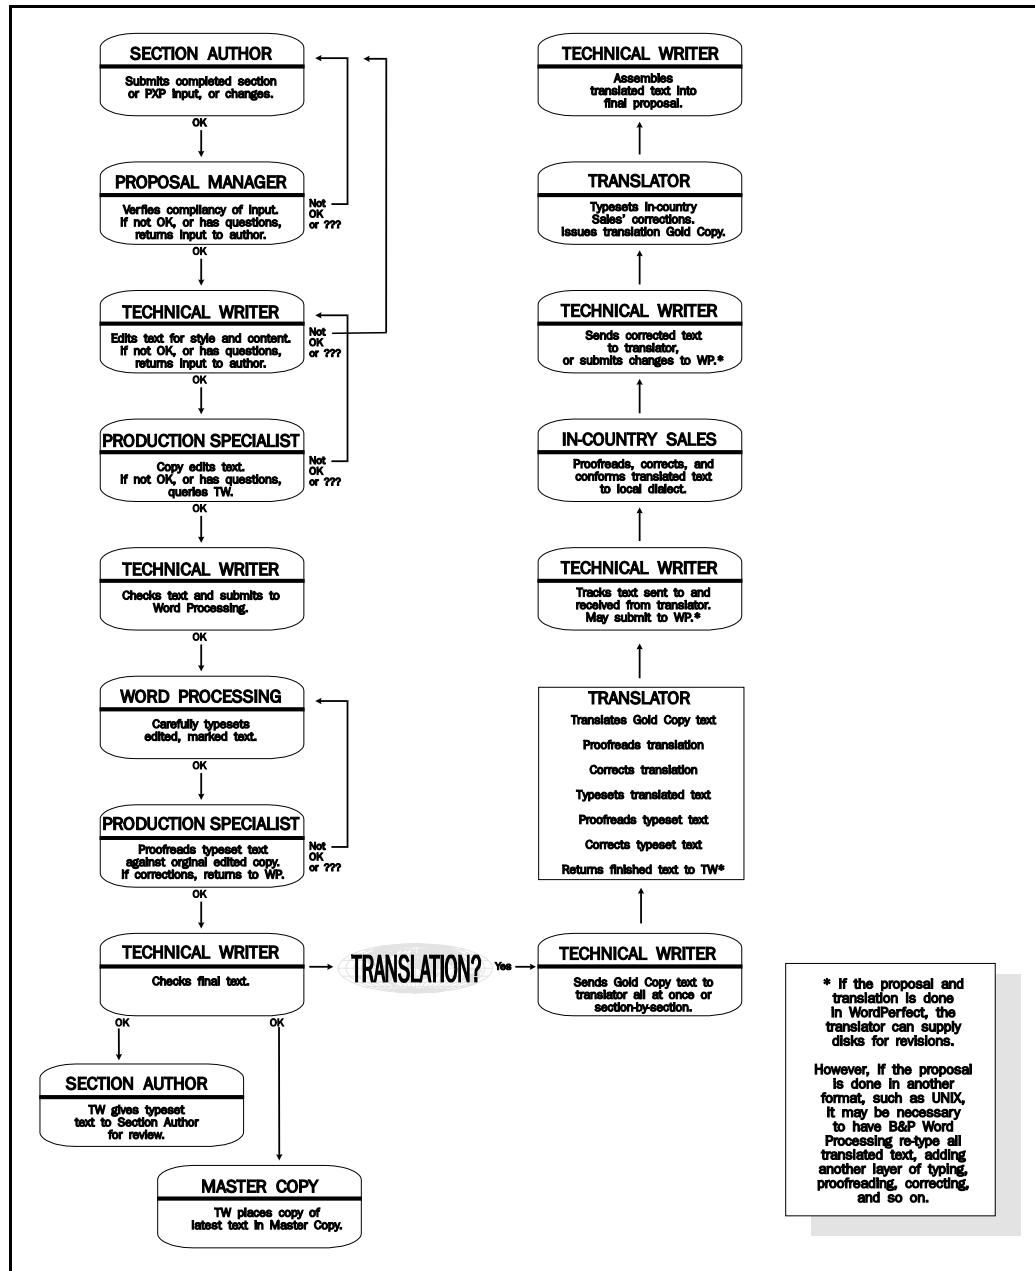 SECTION AUTHOR
Submits completed section
or PXP input, or changes.
OK
PROPOSAL MANAGER
Verfies compliancy of input.
If not OK, or has questions,
returns input to author.
Not
OK
or ???
OK
TECHNICAL WRITER
Edits text for style and content.
If not OK, or has questions,
returns input to author.
Not
OK
or ???
OK
PRODUCTION SPECIALIST
Copy edits text.
If not OK, or has questions,
queries TW.
Not
OK
or ???
OK
TECHNICAL WRITER
Checks text and submits to
Word Processing.
OK
WORD PROCESSING
Carefully typesets
edited, marked text.
OK
PRODUCTION SPECIALIST
Proofreads typeset text
against orginal edited copy.
If corrections, returns to WP.
Not
OK
or ???
OK
TECHNICAL WRITER
Checks final text.
OK
OK
SECTION AUTHOR
TW gives typeset
text to Section Author
for review.
MASTER COPY
TW places copy of
latest text in Master Copy.
TRANSLATION?
Yes
TECHNICAL WRITER
Assembles
translated text into
final proposal.
TRANSLATOR
Typesets in-country
Sales' corrections.
Issues translation Gold Copy.
TECHNICAL WRITER
Sends corrected text
to translator,
or submits changes to WP.*
IN-COUNTRY SALES
Proofreads, corrects, and
conforms translated text
to local dialect.
TECHNICAL WRITER
Tracks text sent to and
received from translator.
May submit to WP.*
TRANSLATOR
Translates Gold Copy text
Proofreads translation
Corrects translation
Typesets translated text
Proofreads typeset text
Corrects typeset text
Returns finished text to TW*
TECHNICAL WRITER
Sends Gold Copy text to
translator all at once or
section-by-section.
* If the proposal and
translation is done
in WordPerfect, the
translator can supply
disks for revisions.
However, if the proposal
is done in another
format, such as UNIX,
it may be necessary
to have B&P Word
Processing re-type all
translated text, adding
another layer of typing,
proofreading, correcting,
and so on.